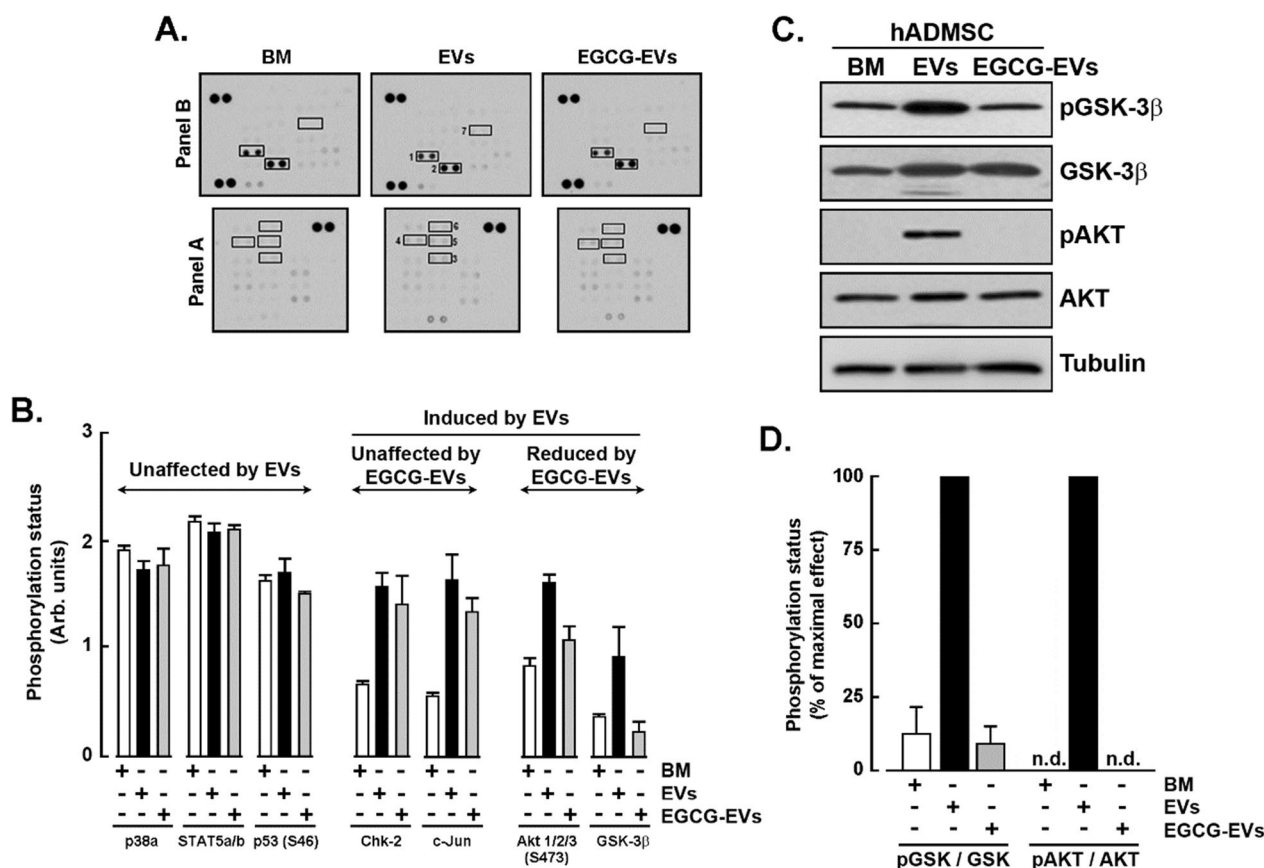 A.
BM EVs EGCG-EVs
Panel B
7
1
2
Panel A
6
4 5
3
C.
hADMSC
BM EVs EGCG-EVs
pGSK-3β
GSK-3β
pAKT
AKT
Tubulin
B.
Induced by EVs
Unaffected by EVs
Unaffected by
EGCG-EVs
Reduced by
EGCG-EVs
Phosphorylation status
(Arb. units)
3
2
1
0
+ - - + - - + - - + - - + - - + - - + - - BM
- + - - + - - + - - + - - + - - + - - + - EVs
- - + - - + - - + - - + - - + - - + - - + EGCG-EVs
p38a STAT5a/b p53 (S46) Chk-2 c-Jun Akt 1/2/3 GSK-3β
(S473)
D.
Phosphorylation status
(% of maximal effect)
100
75
50
25
0
n.d. n.d.
+ - - + - - BM
- + - - + - EVs
- - + - - + EGCG-EVs
pGSK / GSK pAKT / AKT